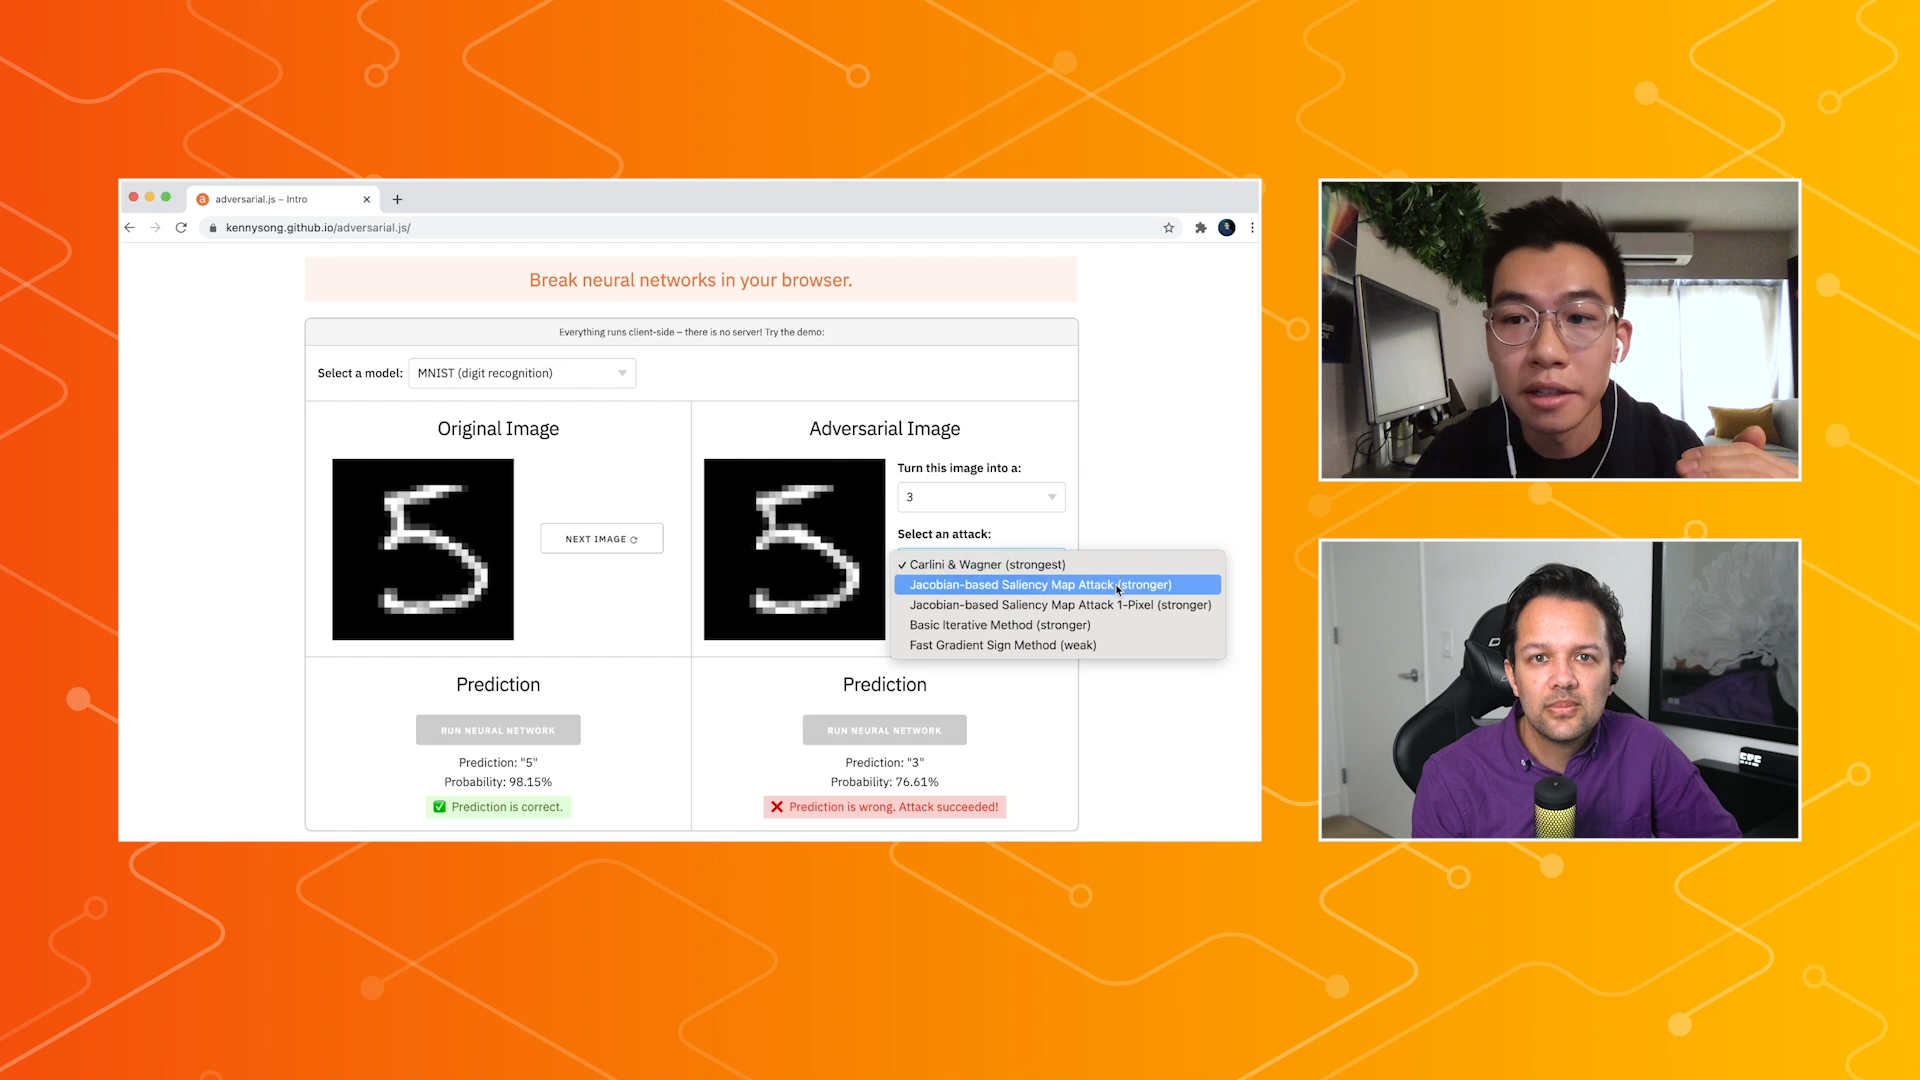 adversarial.js – Intro
kennysong.github.io/adversarial.js/
Break neural networks in your browser.
Everything runs client-side – there is no server! Try the demo:
Select a model: MNIST (digit recognition)
Original Image
NEXT IMAGE
Adversarial Image
Turn this image into a:
3
Select an attack:
✓ Carlini & Wagner (strongest)
Jacobian-based Saliency Map Attack (stronger)
Jacobian-based Saliency Map Attack 1-Pixel (stronger)
Basic Iterative Method (stronger)
Fast Gradient Sign Method (weak)
5
5
Prediction
RUN NEURAL NETWORK
Prediction: "5"
Probability: 98.15%
Prediction is correct.
Prediction
RUN NEURAL NETWORK
Prediction: "3"
Probability: 76.61%
Prediction is wrong. Attack succeeded!